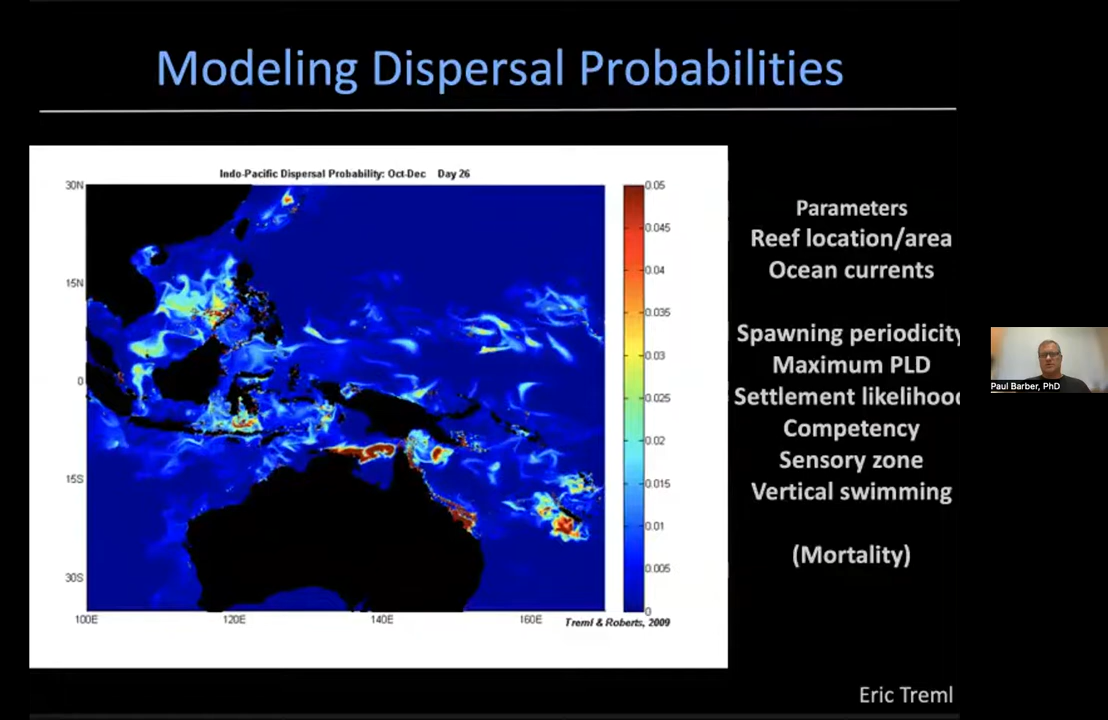 Modeling Dispersal Probabilities
Indo-Pacific Dispersal Probability: Oct-Dec Day 26
30N
15N
0
15S
30S
100E
120E
140E
160E
0.05
0.045
0.04
0.035
0.03
0.025
0.02
0.015
0.01
0.005
0
Treml & Roberts, 2009
Parameters
Reef location/area
Ocean currents
Spawning periodicity
Maximum PLD
Settlement likelihood
Competency
Sensory zone
Vertical swimming
(Mortality)
Paul Barber, PhD
Eric Treml